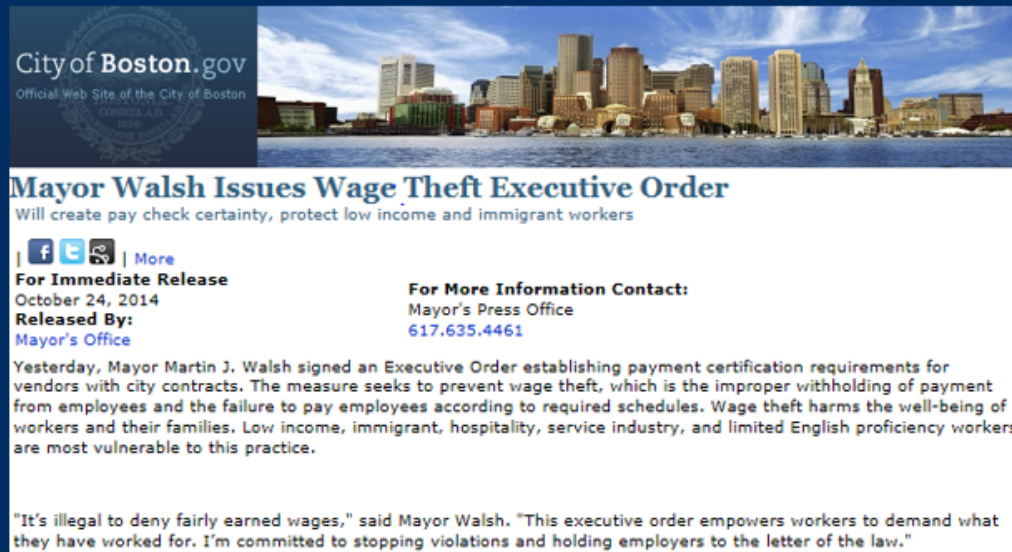 City of Boston.gov
Official Web Site of the City of Boston
Mayor Walsh Issues Wage Theft Executive Order
Will create pay check certainty, protect low income and immigrant workers
| More
For Immediate Release
October 24, 2014
Released By:
Mayor's Office
For More Information Contact:
Mayor's Press Office
617.635.4461
Yesterday, Mayor Martin J. Walsh signed an Executive Order establishing payment certification requirements for
vendors with city contracts. The measure seeks to prevent wage theft, which is the improper withholding of payment
from employees and the failure to pay employees according to required schedules. Wage theft harms the well-being of
workers and their families. Low income, immigrant, hospitality, service industry, and limited English proficiency workers
are most vulnerable to this practice.
"It's illegal to deny fairly earned wages," said Mayor Walsh. "This executive order empowers workers to demand what
they have worked for. I'm committed to stopping violations and holding employers to the letter of the law."